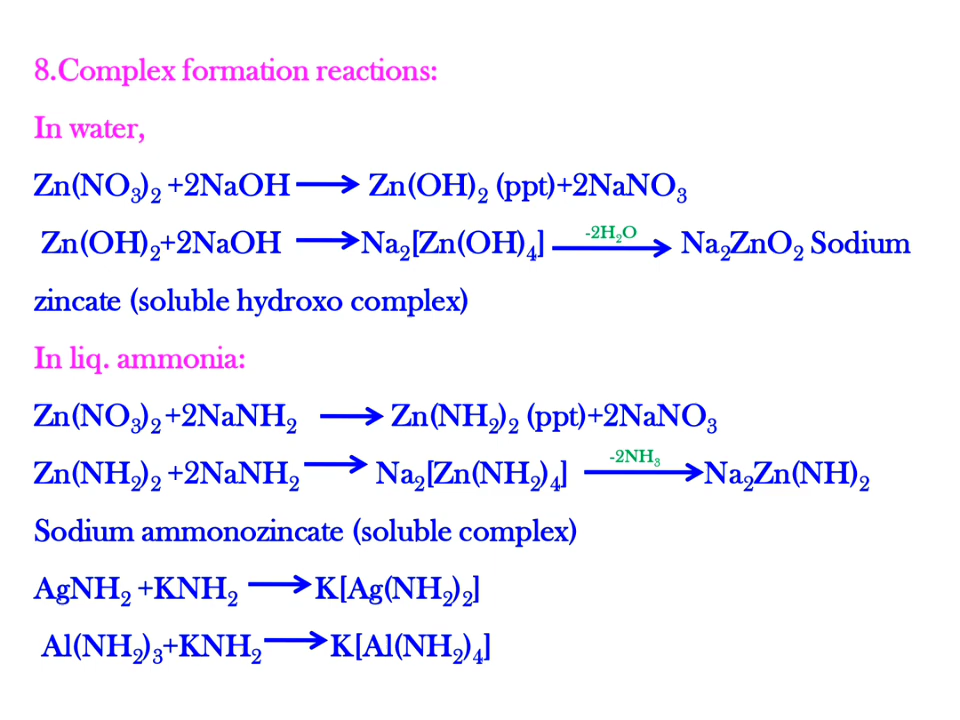 8.Complex formation reactions:
In water,
Zn(NO₃)₂ +2NaOH ⟶ Zn(OH)₂ (ppt)+2NaNO₃
Zn(OH)₂+2NaOH ⟶ Na₂[Zn(OH)₄] -2H₂O ⟶ Na₂ZnO₂ Sodium
zincate (soluble hydroxo complex)
In liq. ammonia:
Zn(NO₃)₂ +2NaNH₂ ⟶ Zn(NH₂)₂ (ppt)+2NaNO₃
Zn(NH₂)₂ +2NaNH₂ ⟶ Na₂[Zn(NH₂)₄] -2NH₃ ⟶ Na₂Zn(NH)₂
Sodium ammonozincate (soluble complex)
AgNH₂ +KNH₂ ⟶ K[Ag(NH₂)₂]
Al(NH₂)₃+KNH₂ ⟶ K[Al(NH₂)₄]